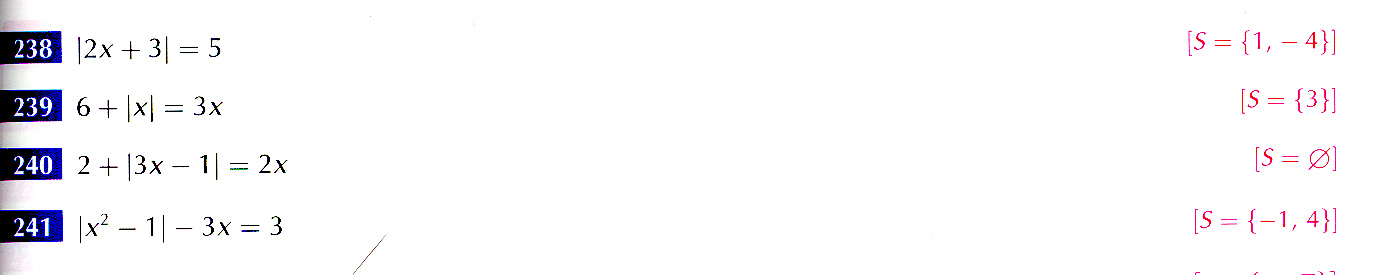 238 |2x + 3| = 5 [S = {1, − 4}]
239 6 + |x| = 3x [S = {3}]
240 2 + |3x − 1| = 2x [S = ∅]
241 |x² − 1| − 3x = 3 [S = {−1, 4}]